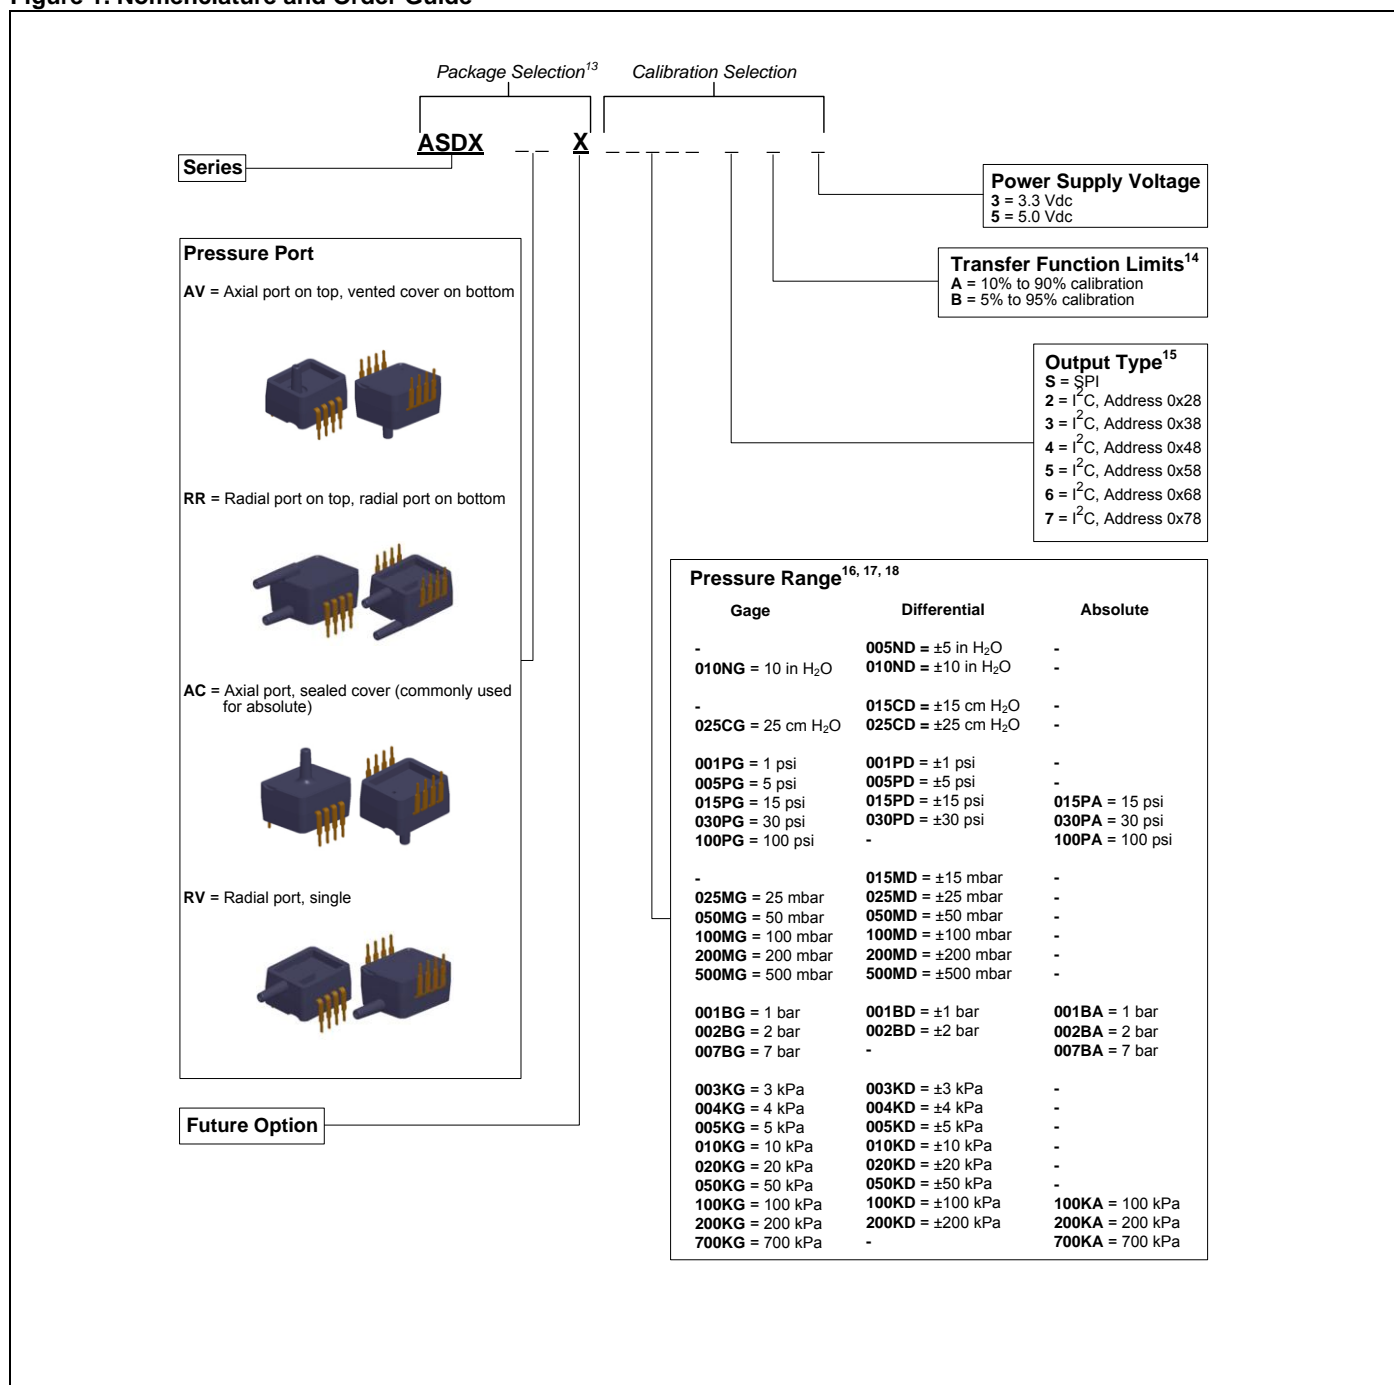 Figure 1. Nomenclature and Order Guide
Package Selection13 Calibration Selection
ASDX _ _ X _ _ _ _ _ _ _ _
Series
Power Supply Voltage
3 = 3.3 Vdc
5 = 5.0 Vdc
Transfer Function Limits14
A = 10% to 90% calibration
B = 5% to 95% calibration
Output Type15
S = SPI
2 = I2C, Address 0x28
3 = I2C, Address 0x38
4 = I2C, Address 0x48
5 = I2C, Address 0x58
6 = I2C, Address 0x68
7 = I2C, Address 0x78
Pressure Port
AV = Axial port on top, vented cover on bottom
RR = Radial port on top, radial port on bottom
AC = Axial port, sealed cover (commonly used
for absolute)
RV = Radial port, single
Future Option
Pressure Range16, 17, 18
Gage Differential Absolute
- 005ND = ±5 in H2O -
010NG = 10 in H2O 010ND = ±10 in H2O -
- 015CD = ±15 cm H2O -
025CG = 25 cm H2O 025CD = ±25 cm H2O -
001PG = 1 psi 001PD = ±1 psi -
005PG = 5 psi 005PD = ±5 psi -
015PG = 15 psi 015PD = ±15 psi 015PA = 15 psi
030PG = 30 psi 030PD = ±30 psi 030PA = 30 psi
100PG = 100 psi - 100PA = 100 psi
- 015MD = ±15 mbar -
025MG = 25 mbar 025MD = ±25 mbar -
050MG = 50 mbar 050MD = ±50 mbar -
100MG = 100 mbar 100MD = ±100 mbar -
200MG = 200 mbar 200MD = ±200 mbar -
500MG = 500 mbar 500MD = ±500 mbar -
001BG = 1 bar 001BD = ±1 bar 001BA = 1 bar
002BG = 2 bar 002BD = ±2 bar 002BA = 2 bar
007BG = 7 bar - 007BA = 7 bar
003KG = 3 kPa 003KD = ±3 kPa -
004KG = 4 kPa 004KD = ±4 kPa -
005KG = 5 kPa 005KD = ±5 kPa -
010KG = 10 kPa 010KD = ±10 kPa -
020KG = 20 kPa 020KD = ±20 kPa -
050KG = 50 kPa 050KD = ±50 kPa -
100KG = 100 kPa 100KD = ±100 kPa 100KA = 100 kPa
200KG = 200 kPa 200KD = ±200 kPa 200KA = 200 kPa
700KG = 700 kPa - 700KA = 700 kPa